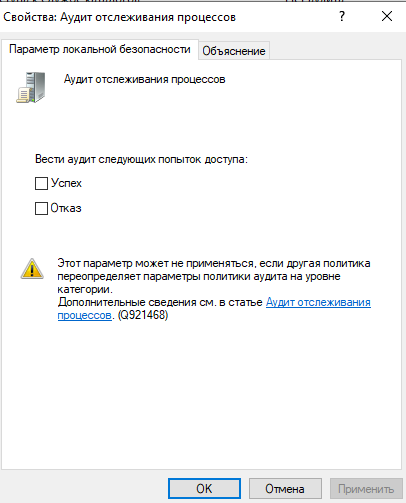 Свойства: Аудит отслеживания процессов
?
Параметр локальной безопасности
Объяснение
Аудит отслеживания процессов
Вести аудит следующих попыток доступа:
Успех
Отказ
Этот параметр может не применяться, если другая политика
переопределяет параметры политики аудита на уровне
категории.
Дополнительные сведения см. в статье Аудит отслеживания
процессов. (Q921468)
OK
Отмена
Применить